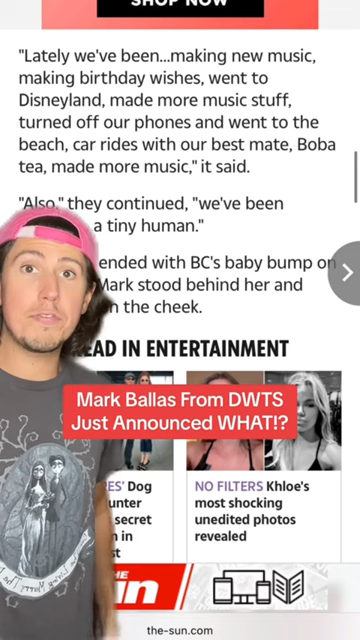 SHOP NOW
"Lately we've been...making new music,
making birthday wishes, went to
Disneyland, made more music stuff,
turned off our phones and went to the
beach, car rides with our best mate, Boba
tea, made more music," it said.
"Also," they continued, "we've been
a tiny human."
ended with BC's baby bump on
Mark stood behind her and
n the cheek.
EAD IN ENTERTAINMENT
Mark Ballas From DWTS
Just Announced WHAT!?
RES' Dog
unter
secret
n in
st
NO FILTERS Khloe's
most shocking
unedited photos
revealed
THE
un
the-sun.com